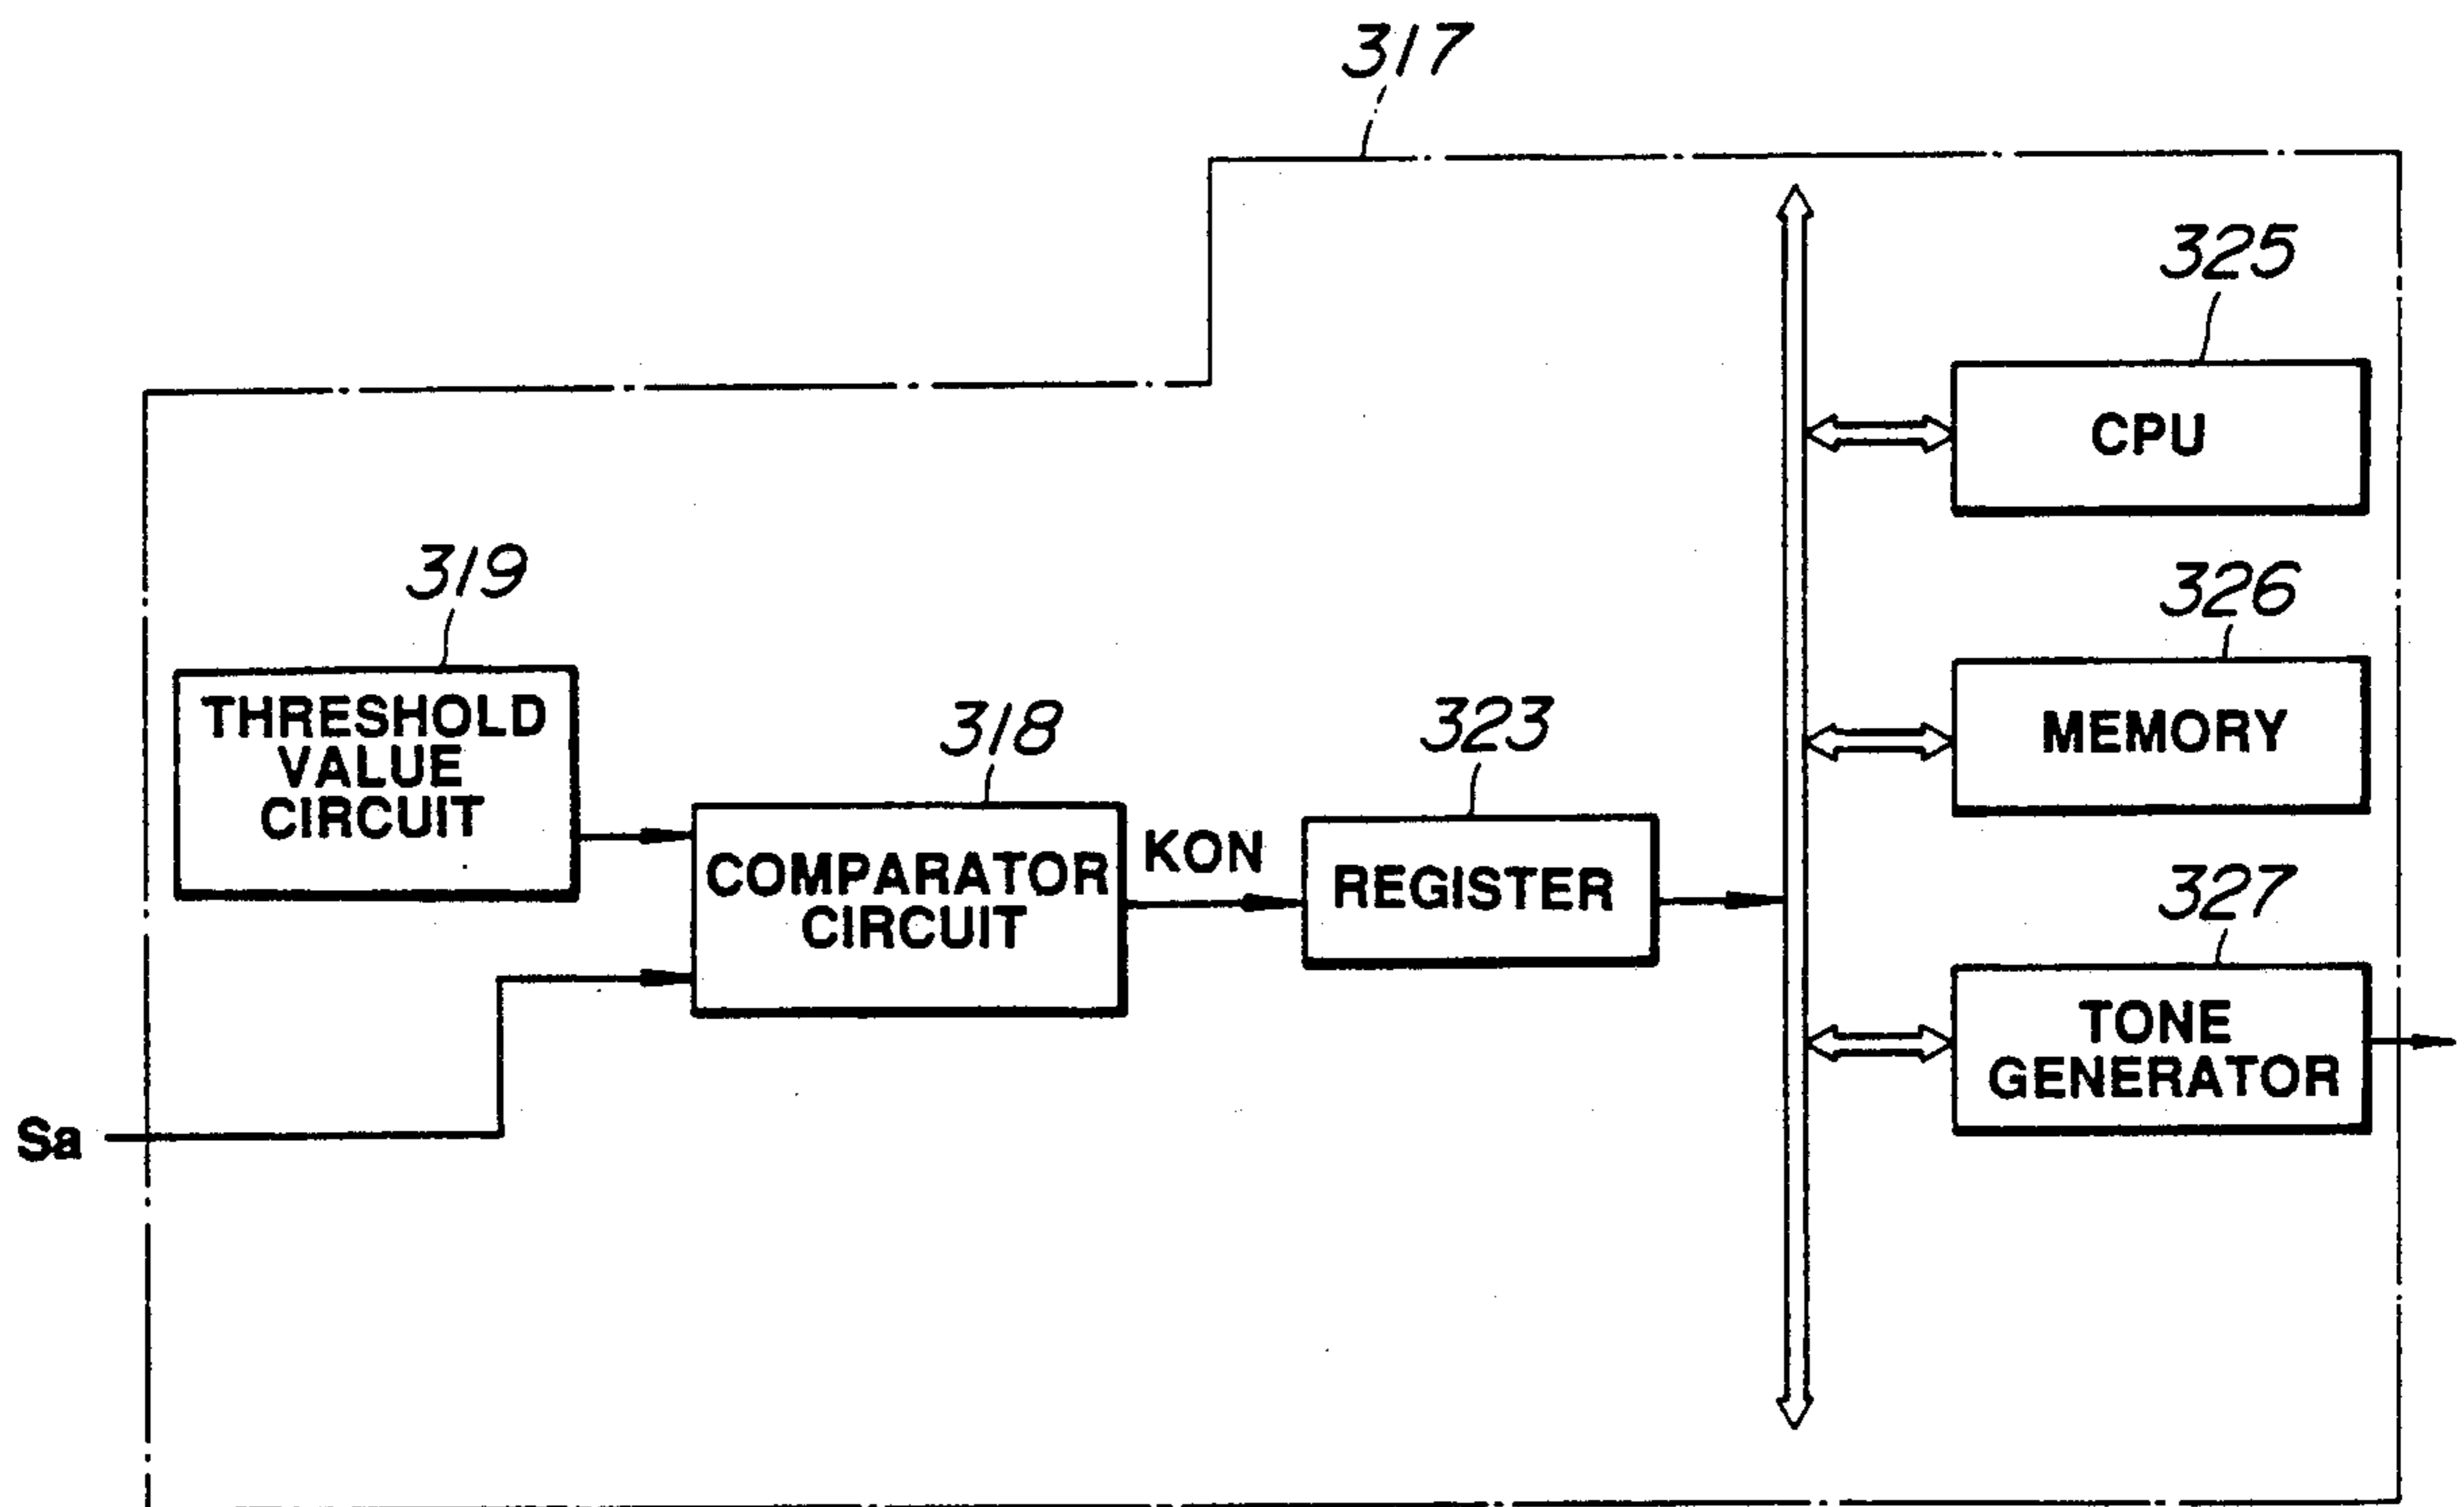 317
325
CPU
319
326
THRESHOLD
VALUE
CIRCUIT
318
323
MEMORY
COMPARATOR
CIRCUIT
KON
REGISTER
327
TONE
GENERATOR
Sa